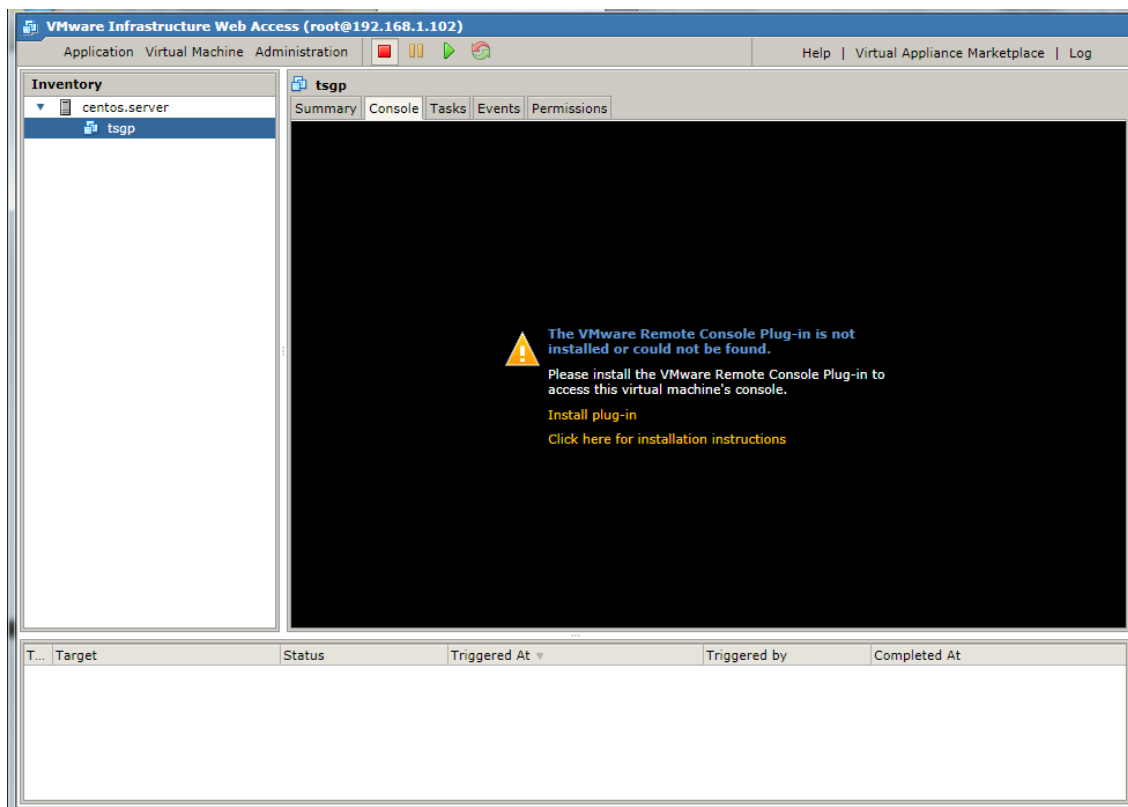 VMware Infrastructure Web Access (root@192.168.1.102)
Application Virtual Machine Administration Help | Virtual Appliance Marketplace | Log
Inventory
centos.server
tsgp
tsgp
Summary Console Tasks Events Permissions
The VMware Remote Console Plug-in is not
installed or could not be found.
Please install the VMware Remote Console Plug-in to
access this virtual machine's console.
Install plug-in
Click here for installation instructions
T... Target Status Triggered At Triggered by Completed At